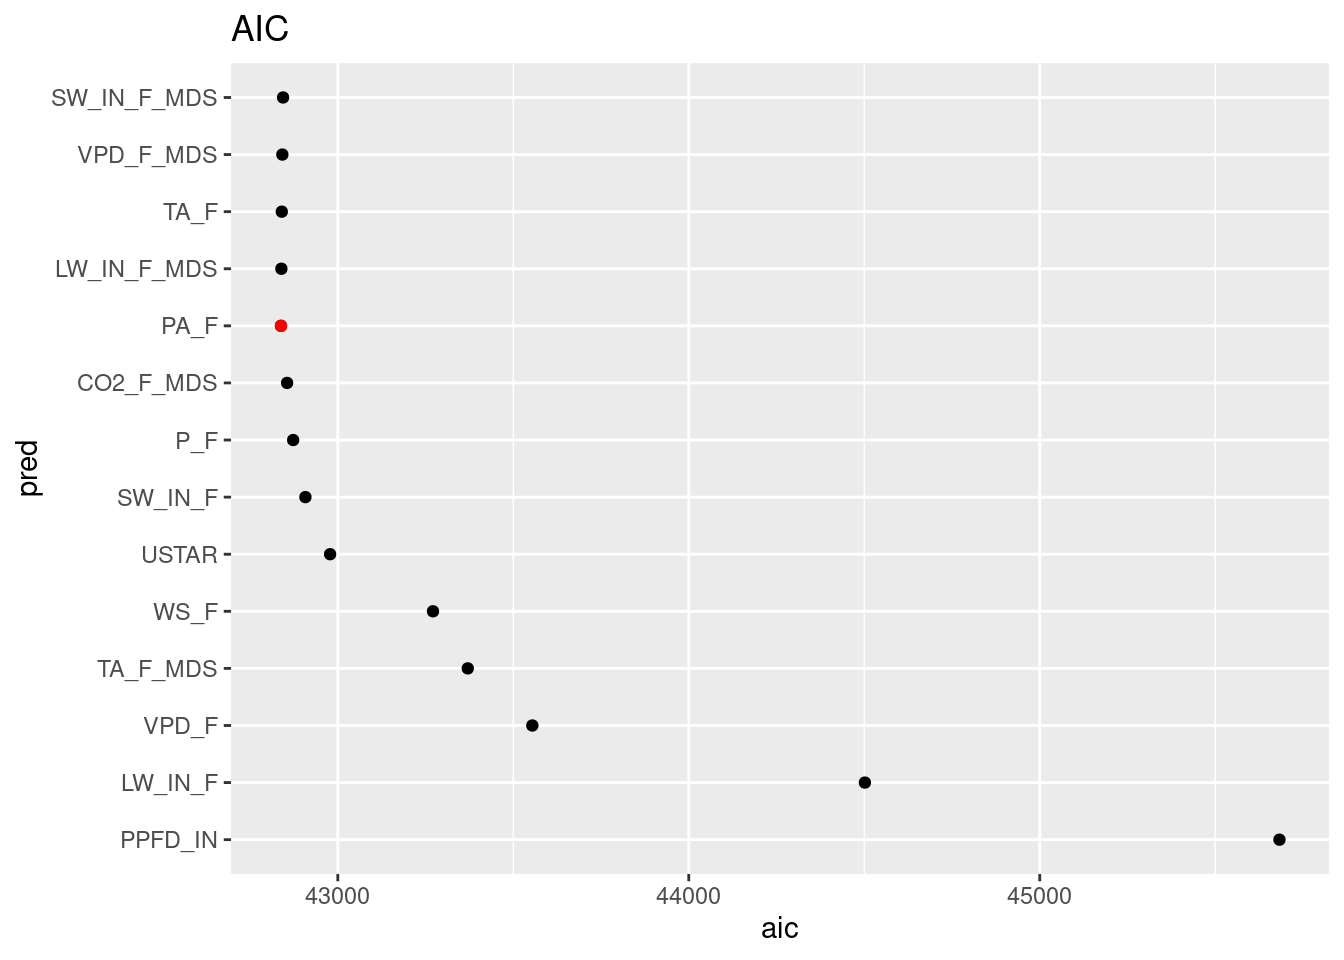 AIC
SW_IN_F_MDS
VPD_F_MDS
TA_F
LW_IN_F_MDS
PA_F
CO2_F_MDS
P_F
SW_IN_F
USTAR
WS_F
TA_F_MDS
VPD_F
LW_IN_F
PPFD_IN
pred
43000 44000 45000
aic